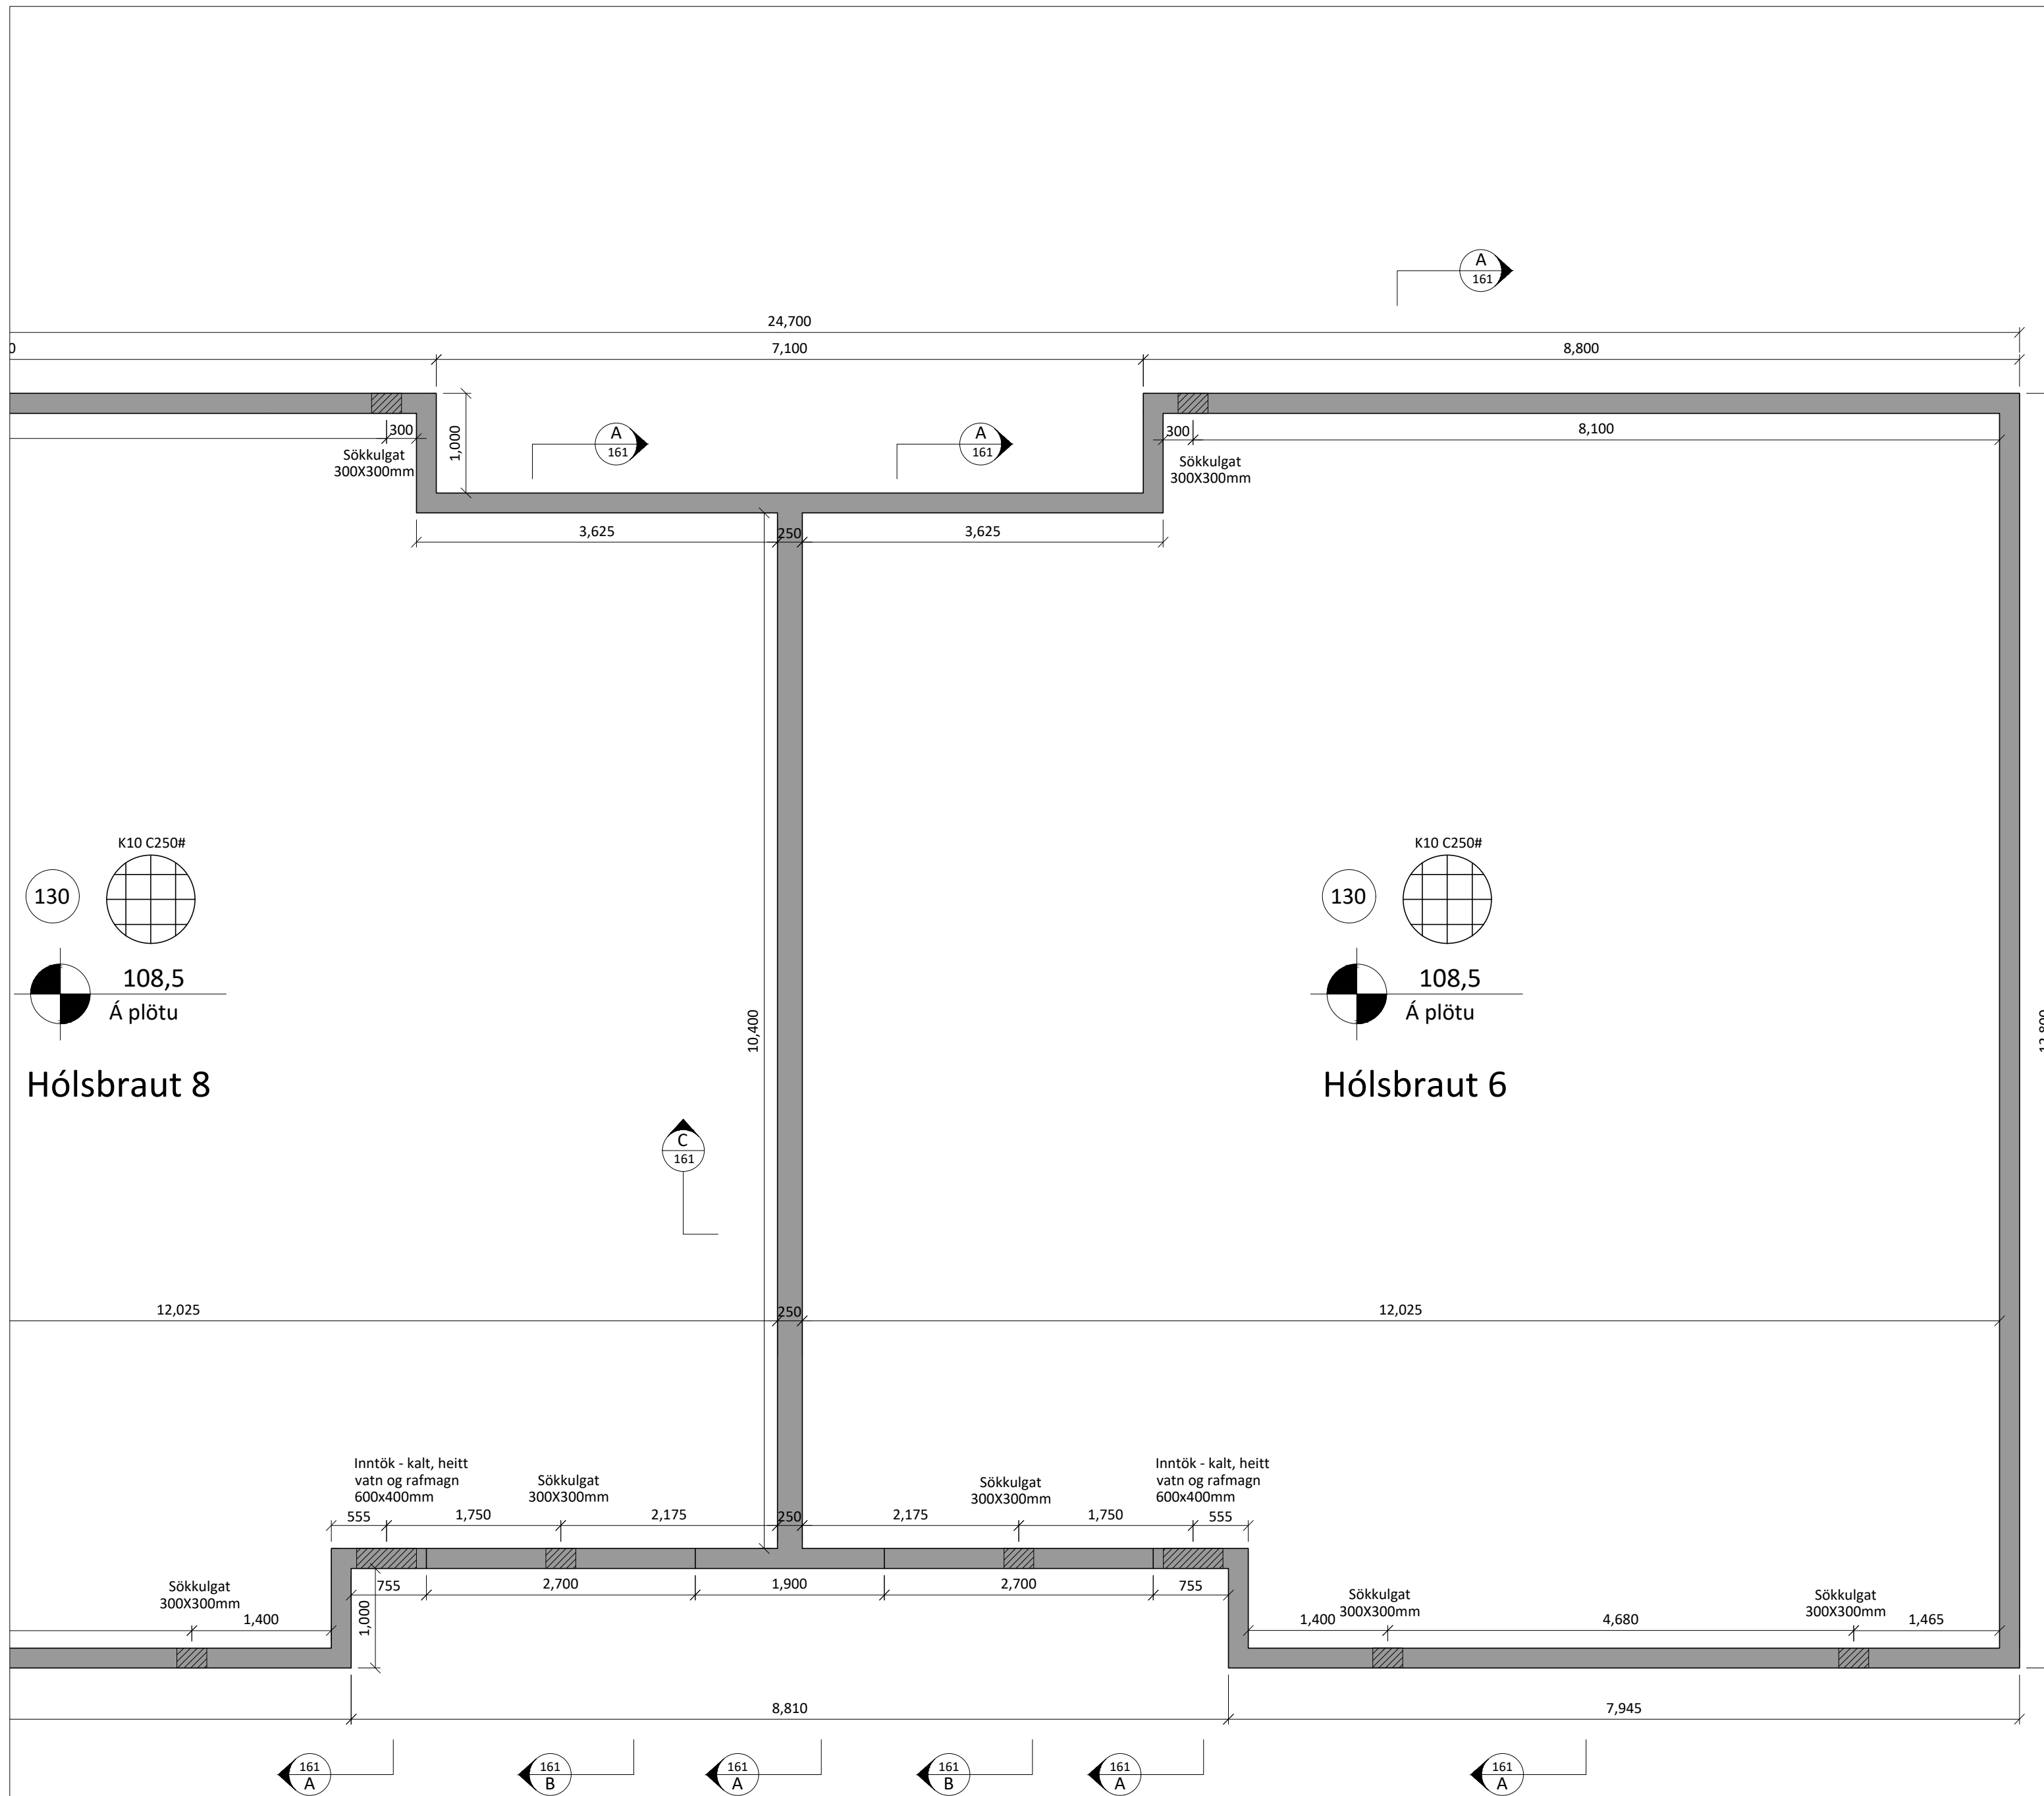 A
161
24,700
7,100
8,800
300
1,000
A
161
A
161
300
8,100
Sökkulgat
300X300mm
Sökkulgat
300X300mm
3,625
250
3,625
K10 C250#
130
108,5
Á plötu
Hólsbraut 8
K10 C250#
130
108,5
Á plötu
Hólsbraut 6
10,400
C
161
12,025
250
12,025
Inntök - kalt, heitt
vatn og rafmagn
600x400mm
Sökkulgat
300X300mm
Sökkulgat
300X300mm
Inntök - kalt, heitt
vatn og rafmagn
600x400mm
555
1,750
2,175
250
2,175
1,750
555
755
2,700
1,900
2,700
755
Sökkulgat
300X300mm
1,400
1,000
1,400
Sökkulgat
300X300mm
4,680
Sökkulgat
300X300mm
1,465
8,810
7,945
161
A
161
B
161
A
161
B
161
A
161
A